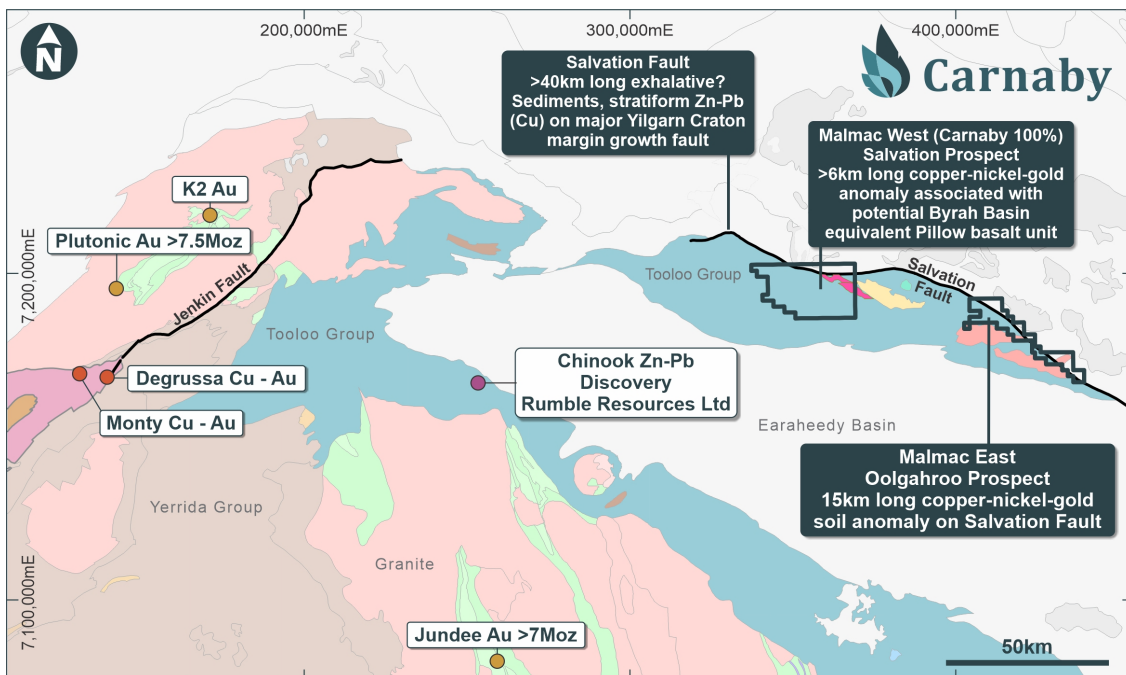 200,000mE
300,000mE
400,000mE
N
Carnaby
Salvation Fault
>40km long exhalative?
Sediments, stratiform Zn-Pb
(Cu) on major Yilgarn Craton
margin growth fault
Malmac West (Carnaby 100%)
Salvation Prospect
>6km long copper-nickel-gold
anomaly associated with
potential Byrah Basin
equivalent Pillow basalt unit
K2 Au
Plutonic Au >7.5Moz
7,200,000mE
Jenkin Fault
Tooloo Group
Salvation
Fault
Tooloo Group
Degrussa Cu - Au
Monty Cu - Au
Chinook Zn-Pb
Discovery
Rumble Resources Ltd
Earaheedy Basin
Malmac East
Oolgahroo Prospect
15km long copper-nickel-gold
soil anomaly on Salvation Fault
Yerrida Group
Granite
7,100,000mE
Jundee Au >7Moz
50km